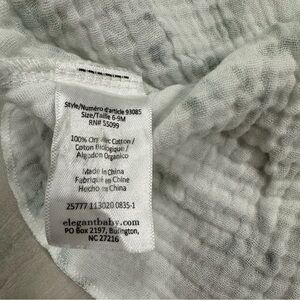 Style/Numéro d'article 93085
Size/Taille 6-9M
RN# 55099
100% Organic Cotton /
Coton Biologique /
Algodón Organico
Made in China
Fabriqué en Chine
Hecho en China
25777 113020 0835-1
elegantbaby.com
PO Box 2197, Burlington,
NC 27216